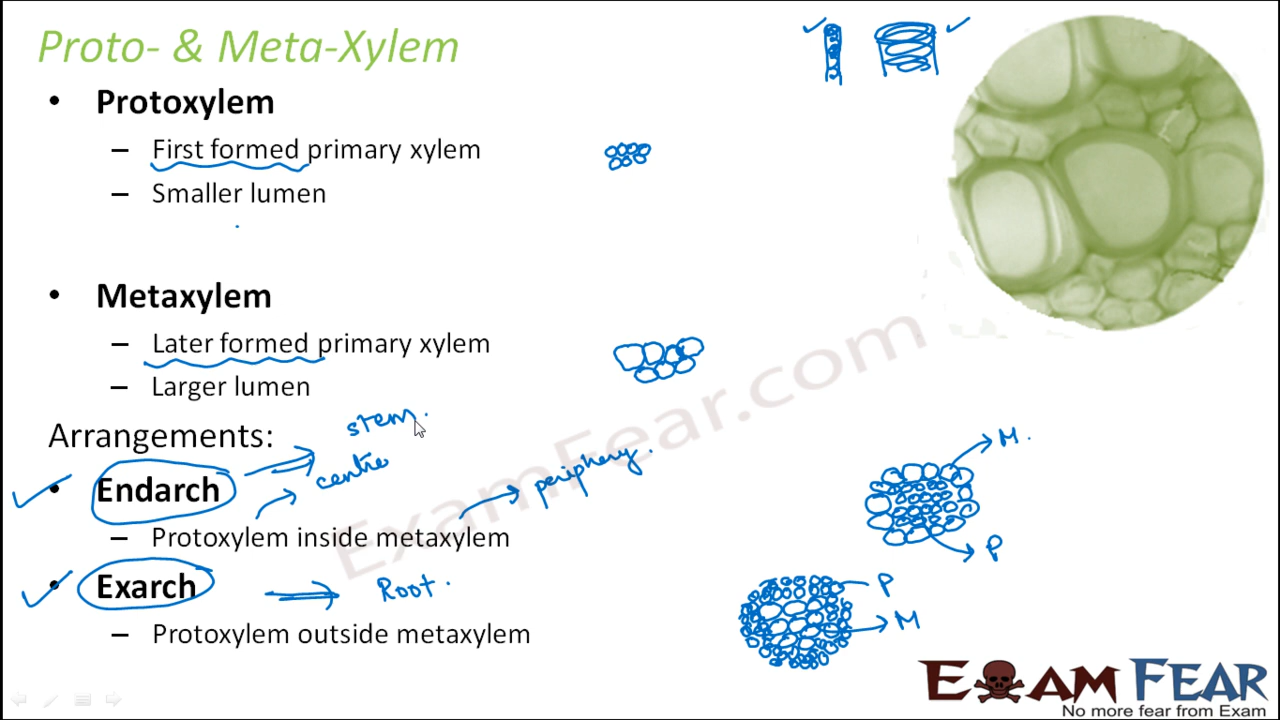 Proto- & Meta-Xylem
• Protoxylem
– First formed primary xylem
– Smaller lumen
• Metaxylem
– Later formed primary xylem
– Larger lumen
Arrangements:
stem.
• Endarch
centre
periphery.
– Protoxylem inside metaxylem
M.
P
• Exarch
Root.
– Protoxylem outside metaxylem
P
M
ExamFear.com
EXAM FEAR
No more fear from Exam